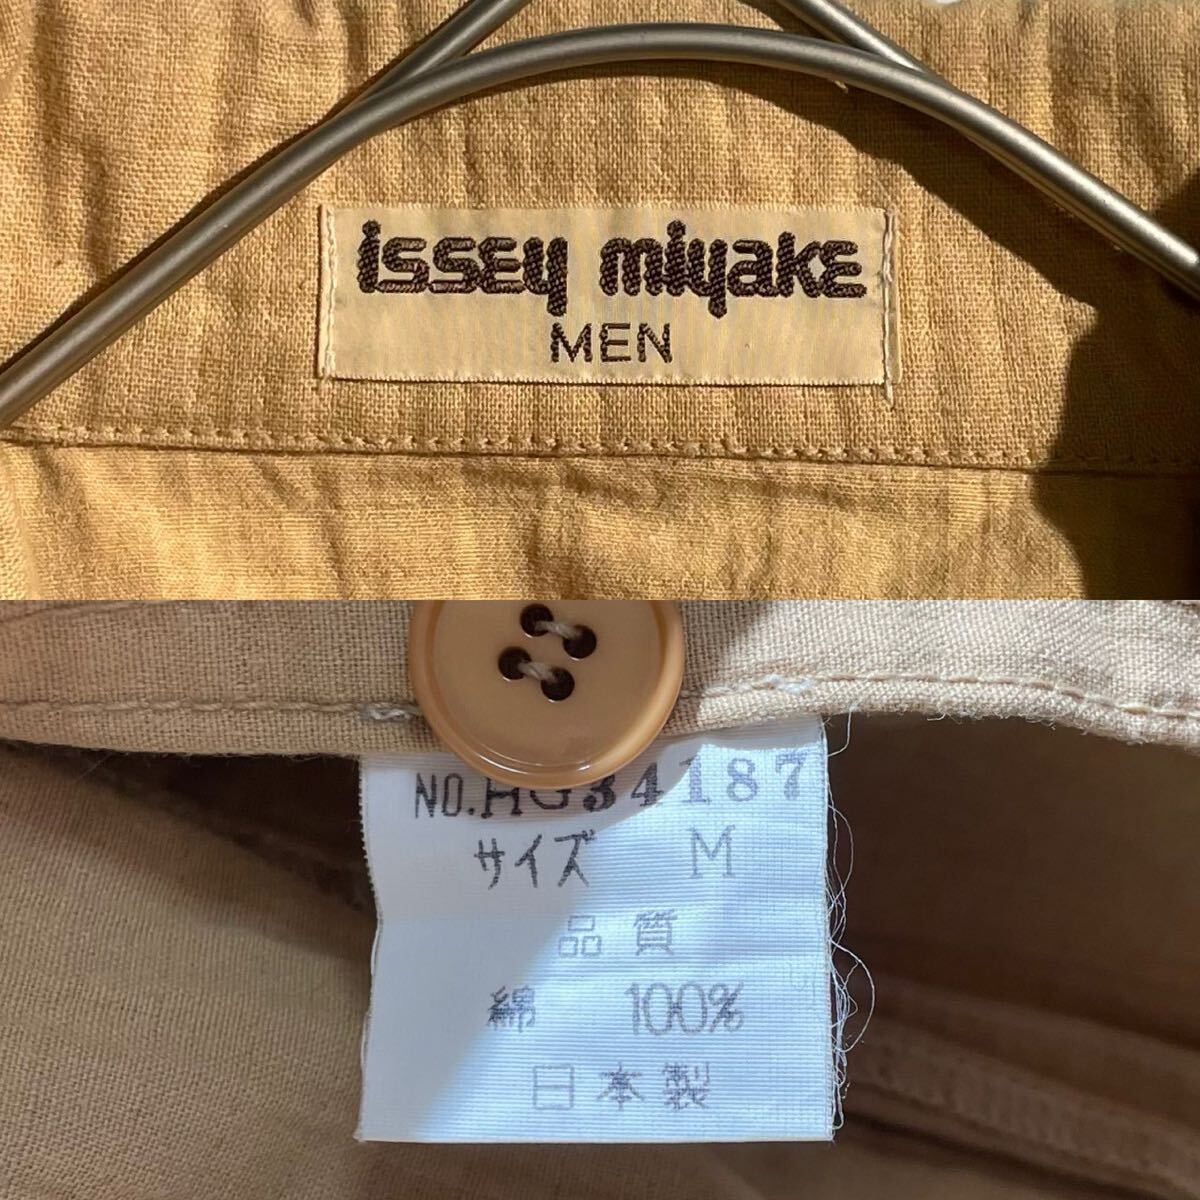 issey miyake
MEN
NO.HG34187
サイズ M
品質
綿 100%
日本製